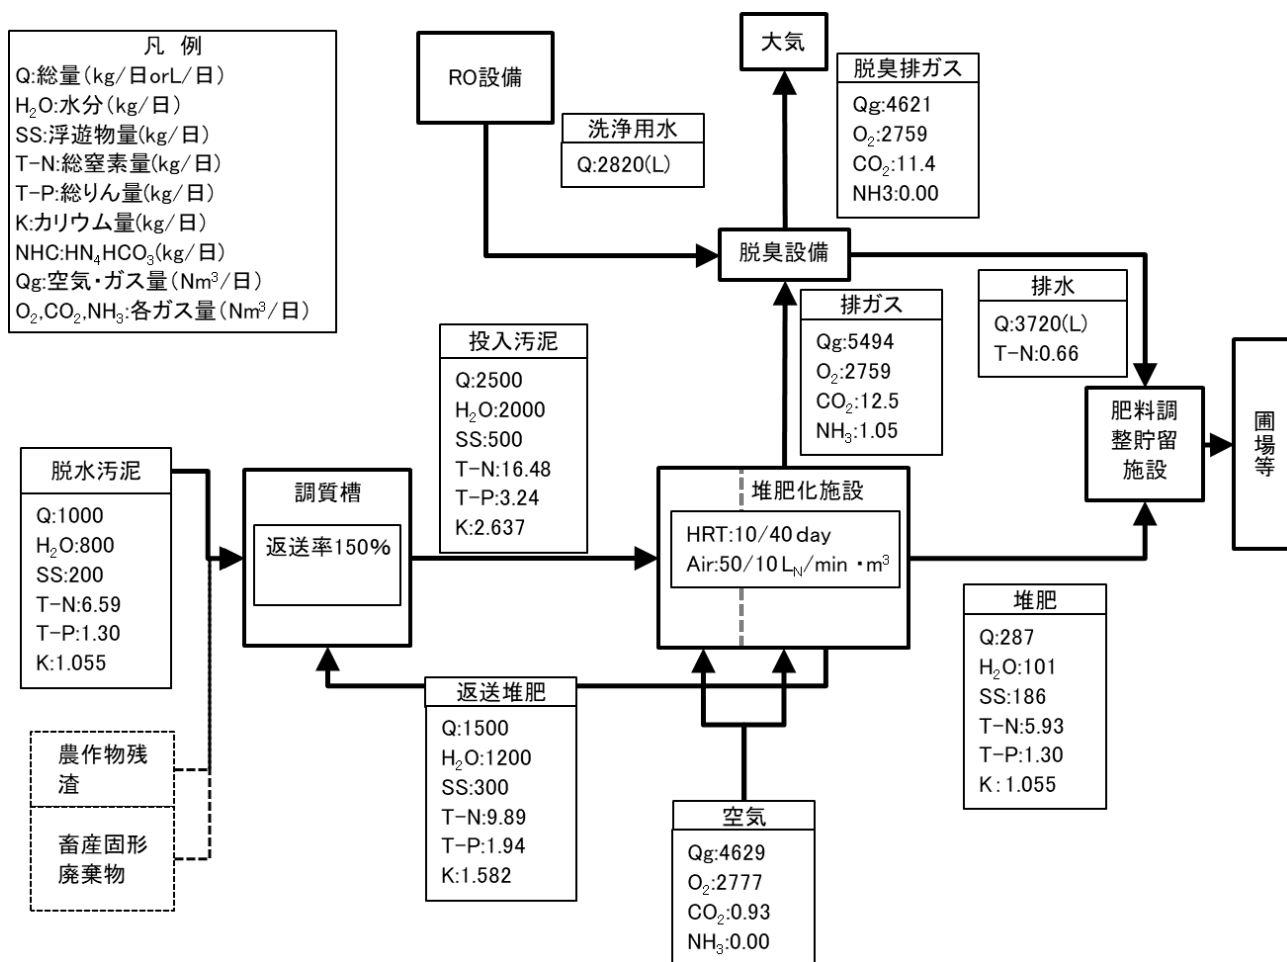 凡 例
Q:総量(kg/日orL/日)
H₂O:水分(kg/日)
SS:浮遊物量(kg/日)
T-N:総窒素量(kg/日)
T-P:総りん量(kg/日)
K:カリウム量(kg/日)
NHC:HN₄HCO₃(kg/日)
Qg:空気・ガス量(Nm³/日)
O₂,CO₂,NH₃:各ガス量(Nm³/日)
RO設備
大気
脱臭排ガス
Qg:4621
O₂:2759
CO₂:11.4
NH3:0.00
洗浄用水
Q:2820(L)
脱臭設備
排水
Q:3720(L)
T-N:0.66
排ガス
Qg:5494
O₂:2759
CO₂:12.5
NH₃:1.05
投入汚泥
Q:2500
H₂O:2000
SS:500
T-N:16.48
T-P:3.24
K:2.637
肥料調
整貯留
施設
圃場等
脱水汚泥
Q:1000
H₂O:800
SS:200
T-N:6.59
T-P:1.30
K:1.055
調質槽
返送率150%
堆肥化施設
HRT:10/40 day
Air:50/10 L_N/min・m³
堆肥
Q:287
H₂O:101
SS:186
T-N:5.93
T-P:1.30
K:1.055
返送堆肥
Q:1500
H₂O:1200
SS:300
T-N:9.89
T-P:1.94
K:1.582
農作物残
渣
畜産固形
廃棄物
空気
Qg:4629
O₂:2777
CO₂:0.93
NH₃:0.00